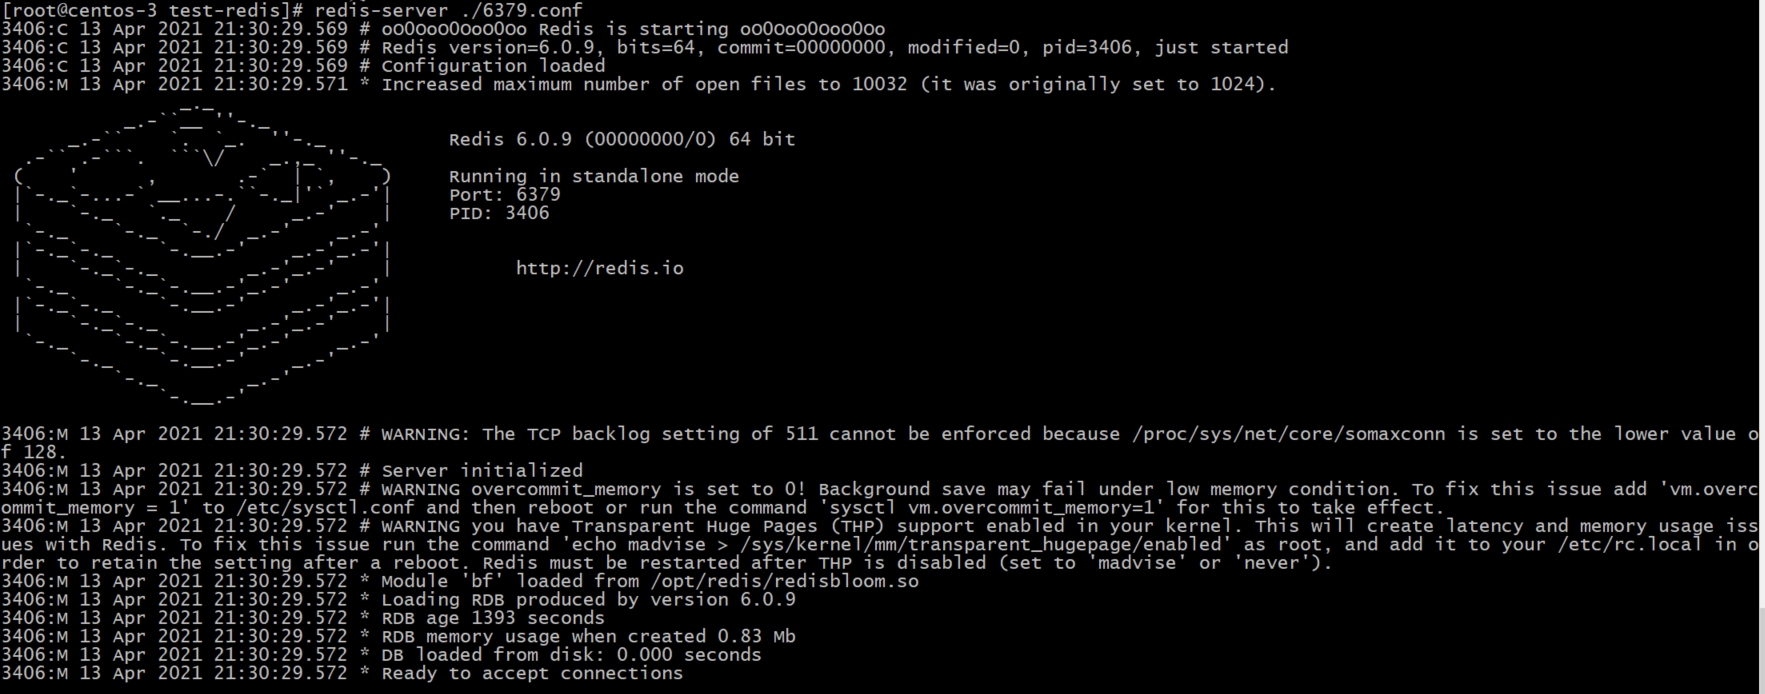 [root@centos-3 test-redis]# redis-server ./6379.conf
3406:C 13 Apr 2021 21:30:29.569 # oO0OoO0OoO0Oo Redis is starting oO0OoO0OoO0Oo
3406:C 13 Apr 2021 21:30:29.569 # Redis version=6.0.9, bits=64, commit=00000000, modified=0, pid=3406, just started
3406:C 13 Apr 2021 21:30:29.569 # Configuration loaded
3406:M 13 Apr 2021 21:30:29.571 * Increased maximum number of open files to 10032 (it was originally set to 1024).
Redis 6.0.9 (00000000/0) 64 bit
Running in standalone mode
Port: 6379
PID: 3406
http://redis.io
3406:M 13 Apr 2021 21:30:29.572 # WARNING: The TCP backlog setting of 511 cannot be enforced because /proc/sys/net/core/somaxconn is set to the lower value o
f 128.
3406:M 13 Apr 2021 21:30:29.572 # Server initialized
3406:M 13 Apr 2021 21:30:29.572 # WARNING overcommit_memory is set to 0! Background save may fail under low memory condition. To fix this issue add 'vm.overc
ommit_memory = 1' to /etc/sysctl.conf and then reboot or run the command 'sysctl vm.overcommit_memory=1' for this to take effect.
3406:M 13 Apr 2021 21:30:29.572 # WARNING you have Transparent Huge Pages (THP) support enabled in your kernel. This will create latency and memory usage iss
ues with Redis. To fix this issue run the command 'echo madvise > /sys/kernel/mm/transparent_hugepage/enabled' as root, and add it to your /etc/rc.local in o
rder to retain the setting after a reboot. Redis must be restarted after THP is disabled (set to 'madvise' or 'never').
3406:M 13 Apr 2021 21:30:29.572 * Module 'bf' loaded from /opt/redis/redisbloom.so
3406:M 13 Apr 2021 21:30:29.572 * Loading RDB produced by version 6.0.9
3406:M 13 Apr 2021 21:30:29.572 * RDB age 1393 seconds
3406:M 13 Apr 2021 21:30:29.572 * RDB memory usage when created 0.83 Mb
3406:M 13 Apr 2021 21:30:29.572 * DB loaded from disk: 0.000 seconds
3406:M 13 Apr 2021 21:30:29.572 * Ready to accept connections